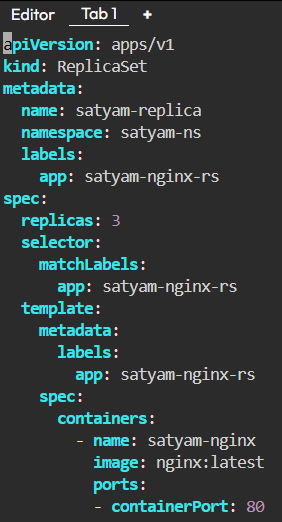 Editor Tab 1 +
apiVersion: apps/v1
kind: ReplicaSet
metadata:
  name: satyam-replica
  namespace: satyam-ns
  labels:
    app: satyam-nginx-rs
spec:
  replicas: 3
  selector:
    matchLabels:
      app: satyam-nginx-rs
  template:
    metadata:
      labels:
        app: satyam-nginx-rs
    spec:
      containers:
        - name: satyam-nginx
          image: nginx:latest
          ports:
          - containerPort: 80